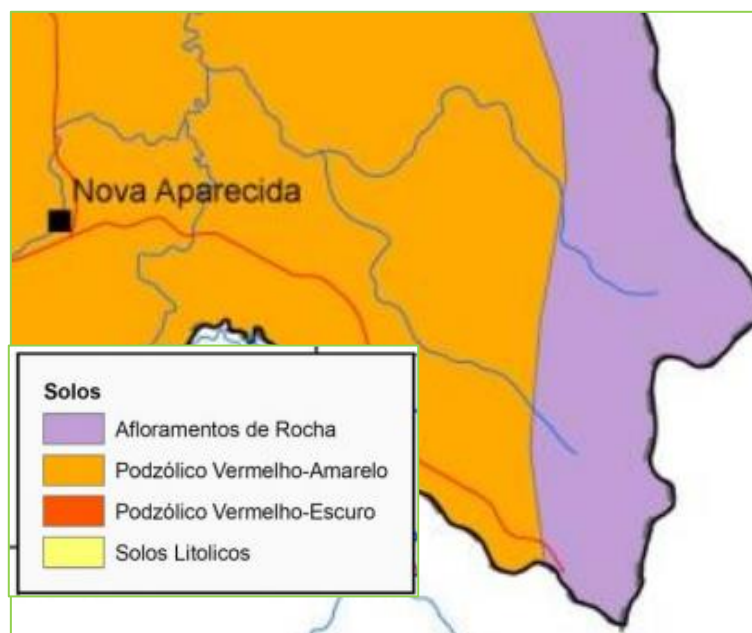 Nova Aparecida
Solos
Afloramentos de Rocha
Podzólico Vermelho-Amarelo
Podzólico Vermelho-Escuro
Solos Litolicos